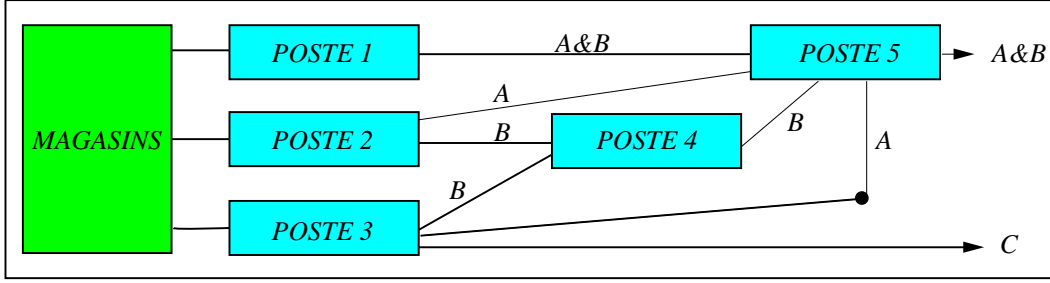 POSTE 1
A&B
POSTE 5
A&B
A
MAGASINS
POSTE 2
B
POSTE 4
B
A
B
POSTE 3
C